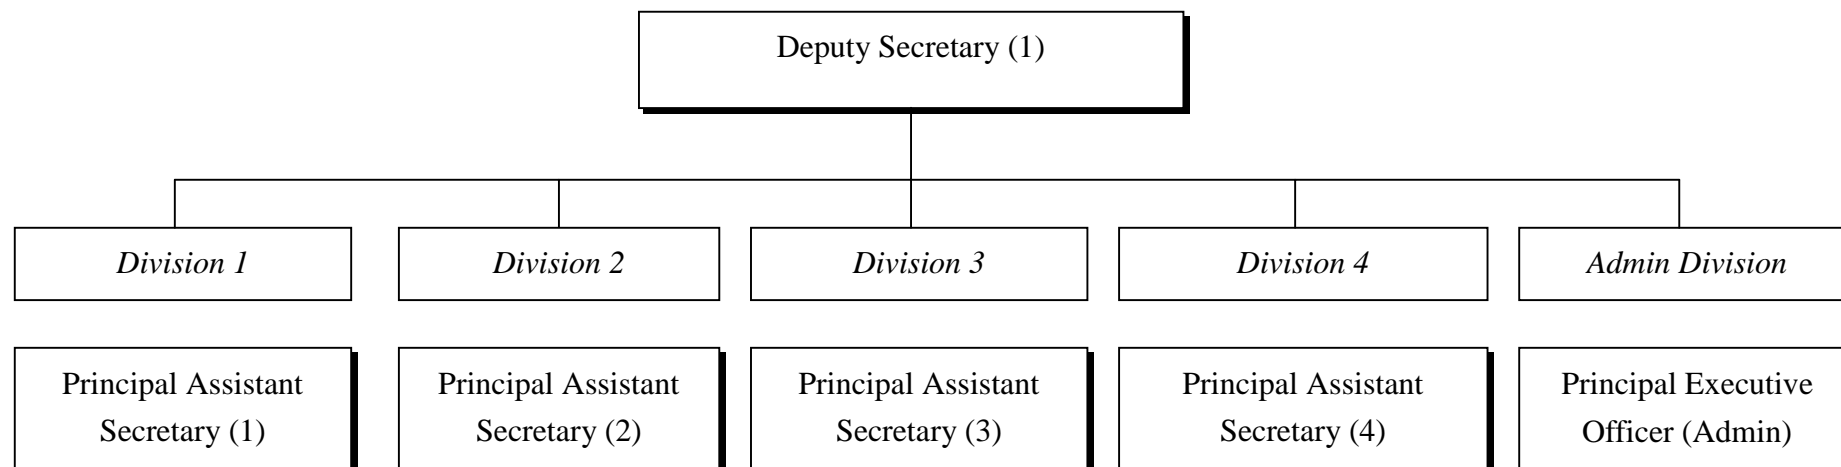 Deputy Secretary (1)
Division 1
Division 2
Division 3
Division 4
Admin Division
Principal Assistant
Secretary (1)
Principal Assistant
Secretary (2)
Principal Assistant
Secretary (3)
Principal Assistant
Secretary (4)
Principal Executive
Officer (Admin)